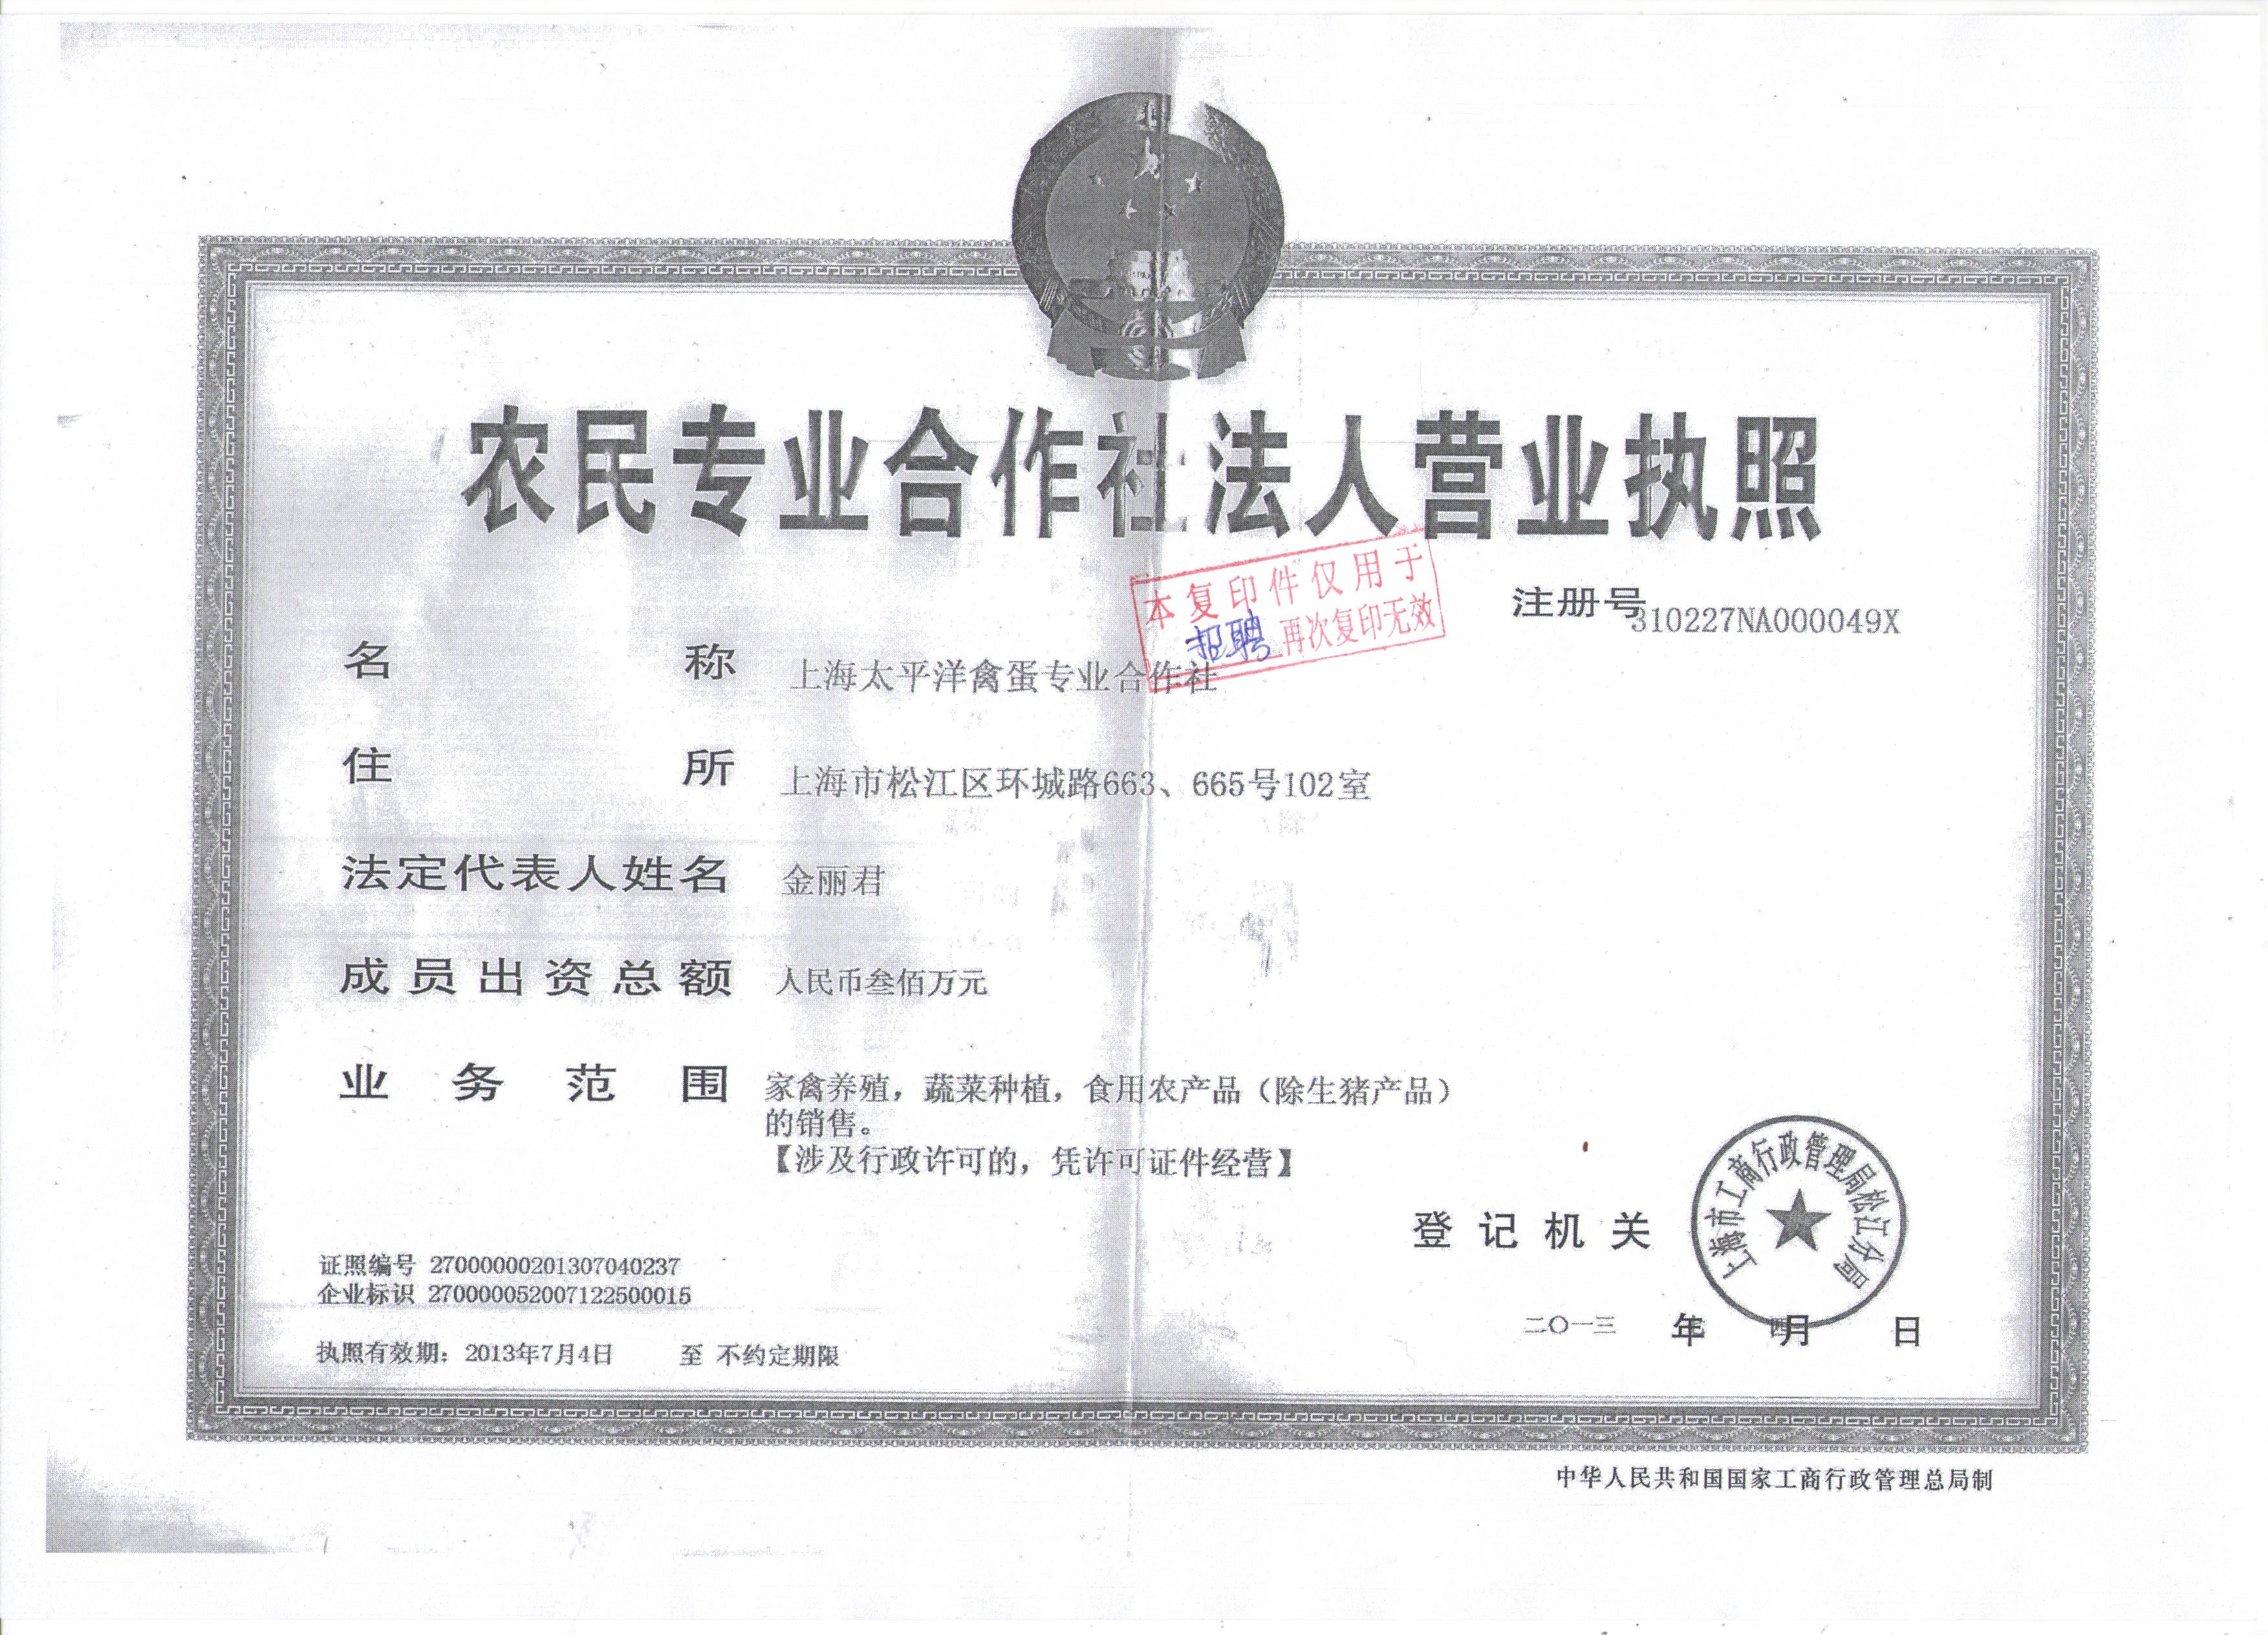 农民专业合作社法人营业执照
本复印件仅用于
招聘 再次复印无效
注册号 310227NA000049X
名称 上海太平洋禽蛋专业合作社
住所 上海市松江区环城路663、665号102室
法定代表人姓名 金丽君
成员出资总额 人民币叁佰万元
业务范围 家禽养殖，蔬菜种植，食用农产品（除生猪产品）
的销售。
【涉及行政许可的，凭许可证件经营】
上海市工商行政管理局松江分局
登记机关
证照编号 27000000201307040237
企业标识 270000052007122500015
二〇一三 年七 月四 日
执照有效期：2013年7月4日 至 不约定期限
中华人民共和国国家工商行政管理总局制